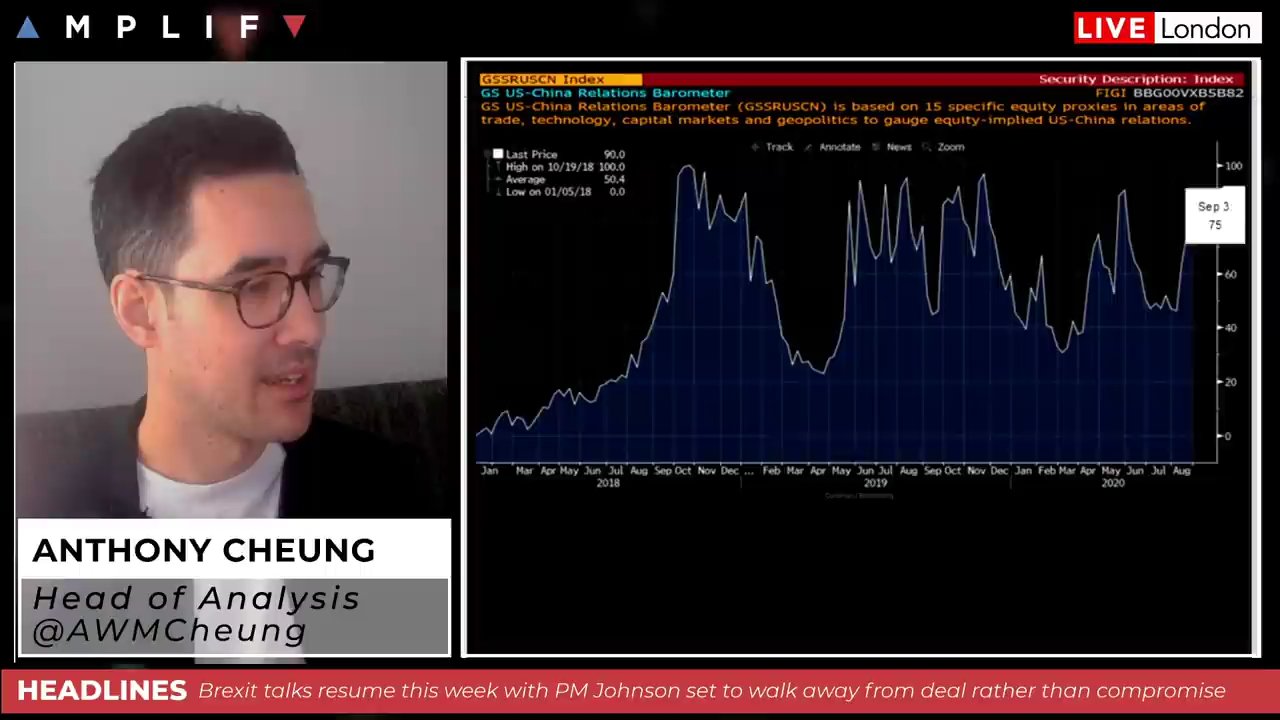 MPLIF
LIVE London
GSSRUSCN Index
Security Description: Index
GS US-China Relations Barometer
FIGI BBG00VXB5B82
GS US-China Relations Barometer (GSSRUSCN) is based on 15 specific equity proxies in areas of
trade, technology, capital markets and geopolitics to gauge equity-implied US-China relations.
Track Annotate News Zoom
Last Price 90.0
High on 10/19/18 100.0
Average 50.4
Low on 01/05/18 0.0
100
Sep 3:
75
60
40
20
0
Jan Mar Apr May Jun Jul Aug Sep Oct Nov Dec ... Feb Mar Apr May Jun Jul Aug Sep Oct Nov Dec Jan Feb Mar Apr May Jun Jul Aug
2018 2019 2020
ANTHONY CHEUNG
Head of Analysis
@AWMCheung
HEADLINES Brexit talks resume this week with PM Johnson set to walk away from deal rather than compromise